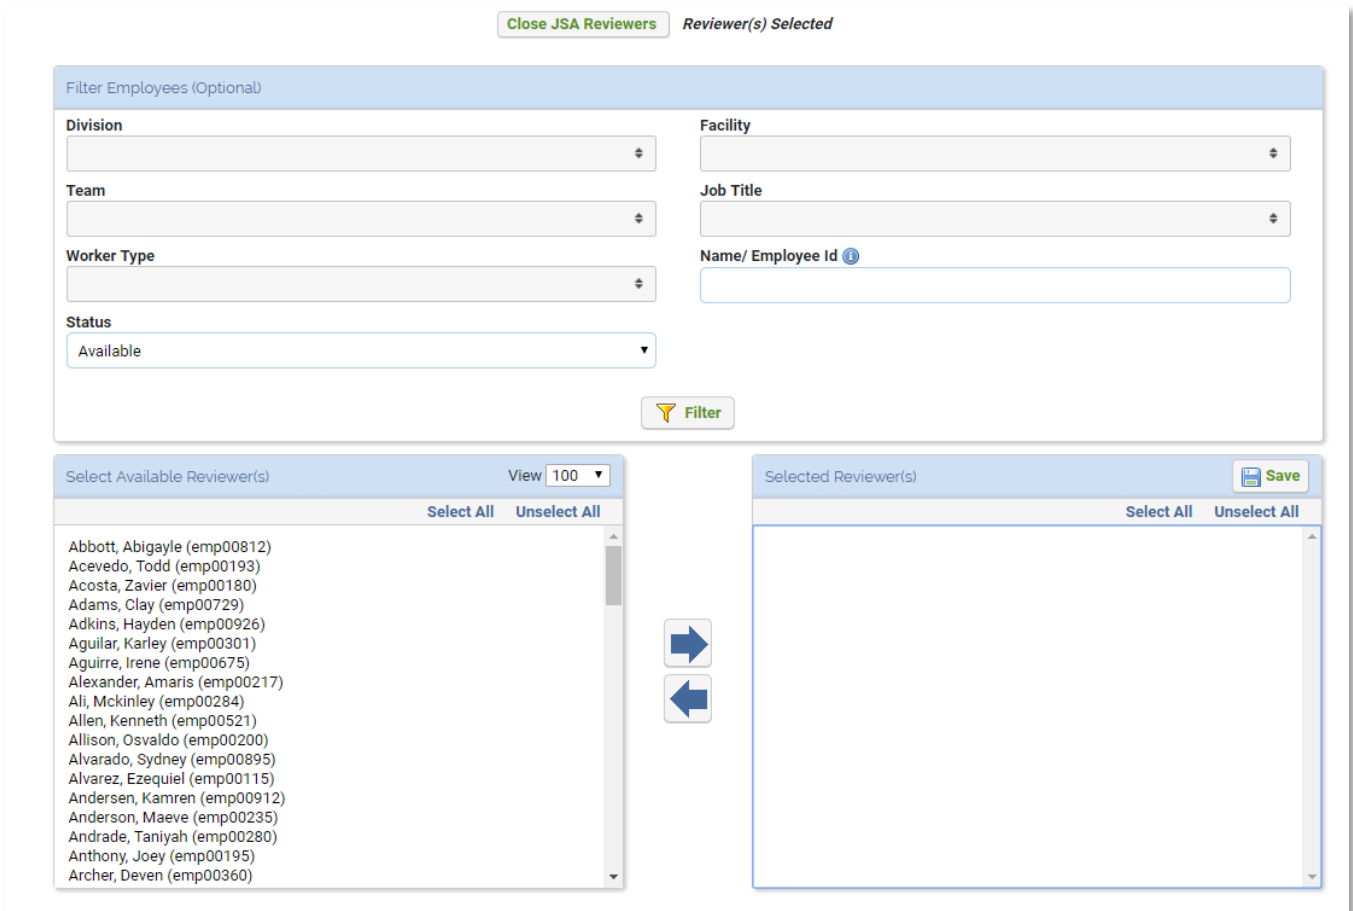 Close JSA Reviewers Reviewer(s) Selected
Filter Employees (Optional)
Division Facility
Team Job Title
Worker Type Name/ Employee Id
Status
Available
Filter
Select Available Reviewer(s) View 100 Selected Reviewer(s) Save
Select All Unselect All Select All Unselect All
Abbott, Abigayle (emp00812)
Acevedo, Todd (emp00193)
Acosta, Zavier (emp00180)
Adams, Clay (emp00729)
Adkins, Hayden (emp00926)
Aguilar, Karley (emp00301)
Aguirre, Irene (emp00675)
Alexander, Amaris (emp00217)
Ali, Mckinley (emp00284)
Allen, Kenneth (emp00521)
Allison, Osvaldo (emp00200)
Alvarado, Sydney (emp00895)
Alvarez, Ezequiel (emp00115)
Andersen, Kamren (emp00912)
Anderson, Maeve (emp00235)
Andrade, Taniyah (emp00280)
Anthony, Joey (emp00195)
Archer, Deven (emp00360)